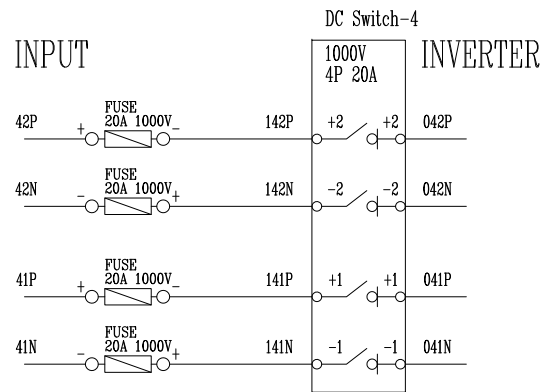 DC Switch-4
INPUT
1000V
4P 20A
INVERTER
FUSE
42P + 20A 1000V - 142P +2 +2 042P
FUSE
42N - 20A 1000V + 142N -2 -2 042N
FUSE
41P + 20A 1000V - 141P +1 +1 041P
FUSE
41N - 20A 1000V + 141N -1 -1 041N